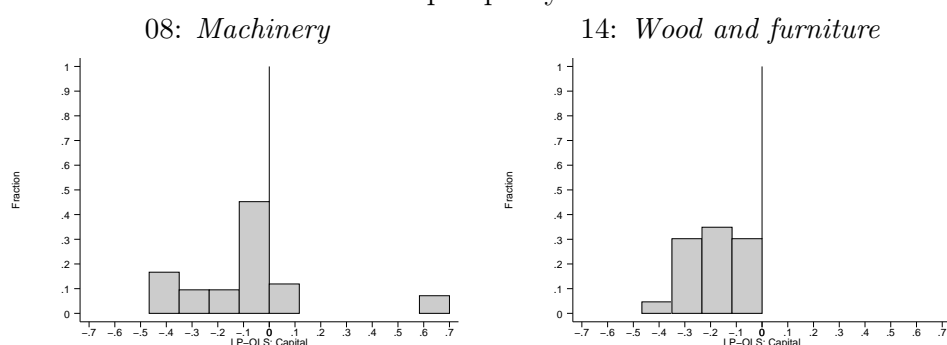 08: Machinery
14: Wood and furniture
1
.9
.8
.7
.6
.5
.4
.3
.2
.1
0
Fraction
−.7 −.6 −.5 −.4 −.3 −.2 −.1 0 .1 .2 .3 .4 .5 .6 .7
LP−OLS: Capital
1
.9
.8
.7
.6
.5
.4
.3
.2
.1
0
Fraction
−.7 −.6 −.5 −.4 −.3 −.2 −.1 0 .1 .2 .3 .4 .5 .6 .7
LP−OLS: Capital